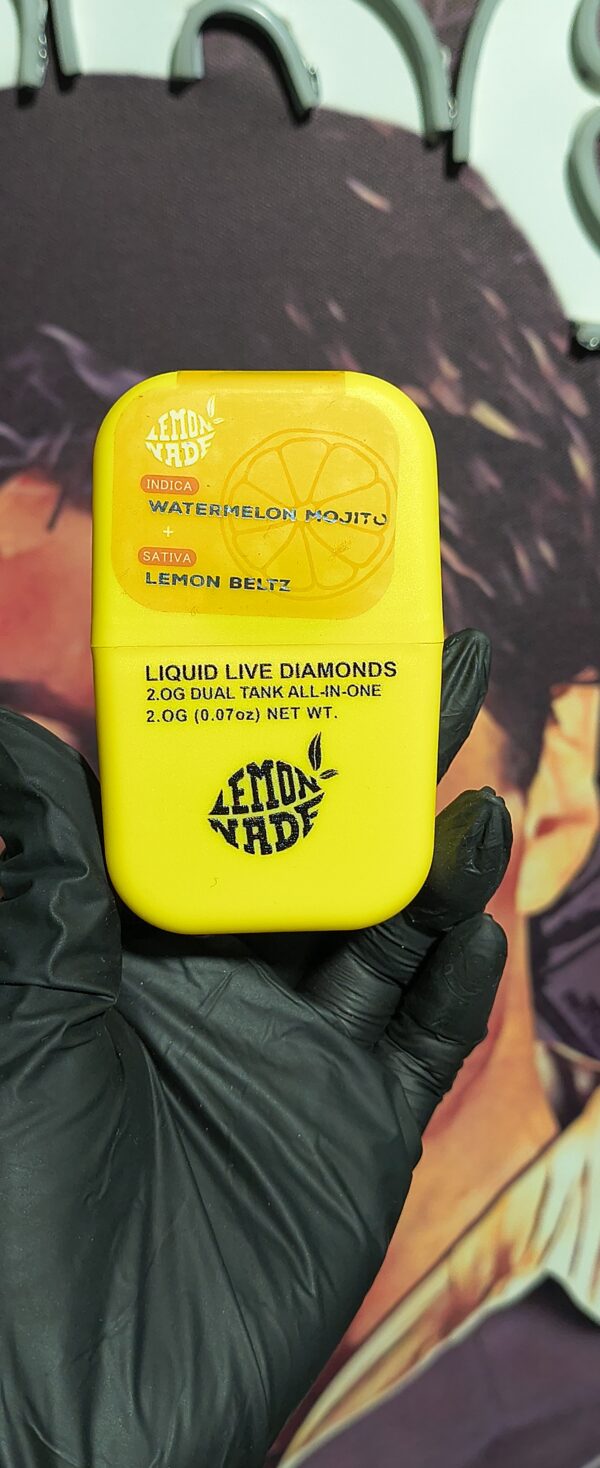 LEMON
NADE
INDICA
WATERMELON MOJITO
+
SATIVA
LEMON BELTZ
LIQUID LIVE DIAMONDS
2.0G DUAL TANK ALL-IN-ONE
2.0G (0.07oz) NET WT.
LEMON
NADE